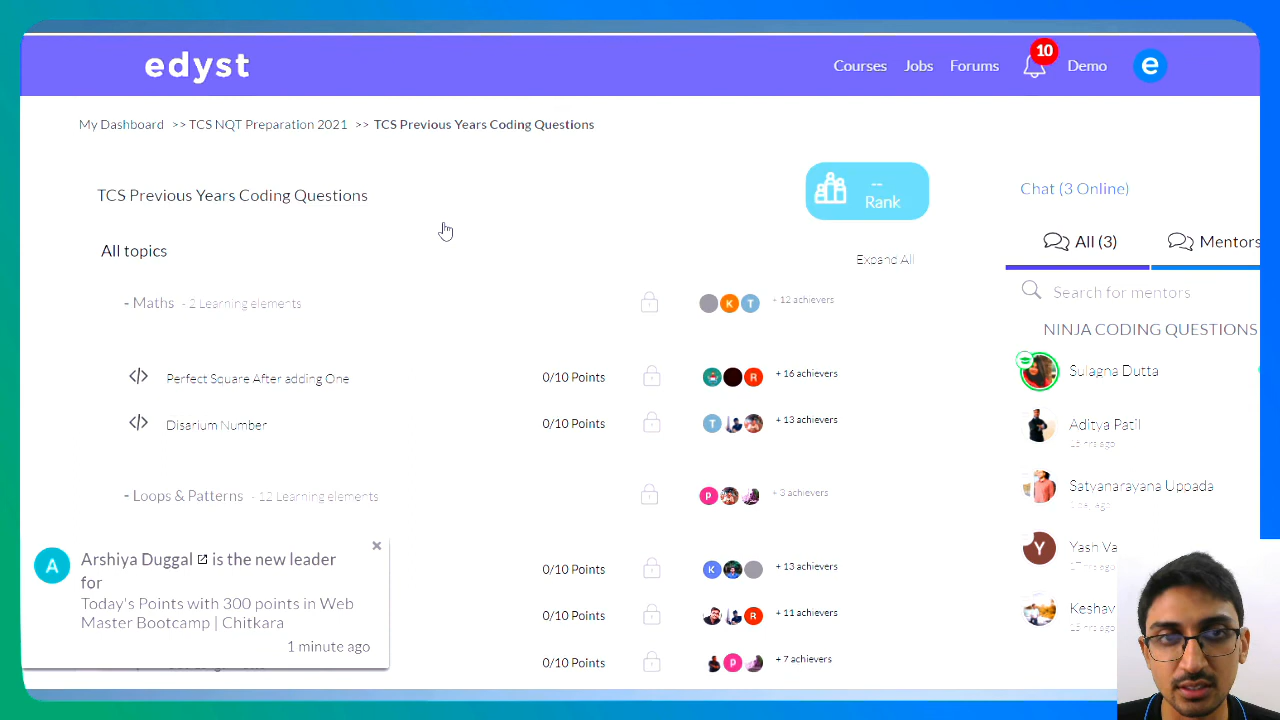 edyst
Courses Jobs Forums 10 Demo e
My Dashboard >> TCS NQT Preparation 2021 >> TCS Previous Years Coding Questions
TCS Previous Years Coding Questions
--
Rank
All topics
Expand All
- Maths - 2 Learning elements K T + 12 achievers
</> Perfect Square After adding One 0/10 Points R + 16 achievers
</> Disarium Number 0/10 Points T + 13 achievers
- Loops & Patterns - 12 Learning elements P + 3 achievers
0/10 Points K + 13 achievers
0/10 Points R + 11 achievers
0/10 Points P + 7 achievers
A
Arshiya Duggal is the new leader
for
Today's Points with 300 points in Web
Master Bootcamp | Chitkara
1 minute ago
Chat (3 Online)
All (3) Mentors
Search for mentors
NINJA CODING QUESTIONS
Sulagna Dutta
Aditya Patil
Satyanarayana Uppada
Y Yash Va
Keshav